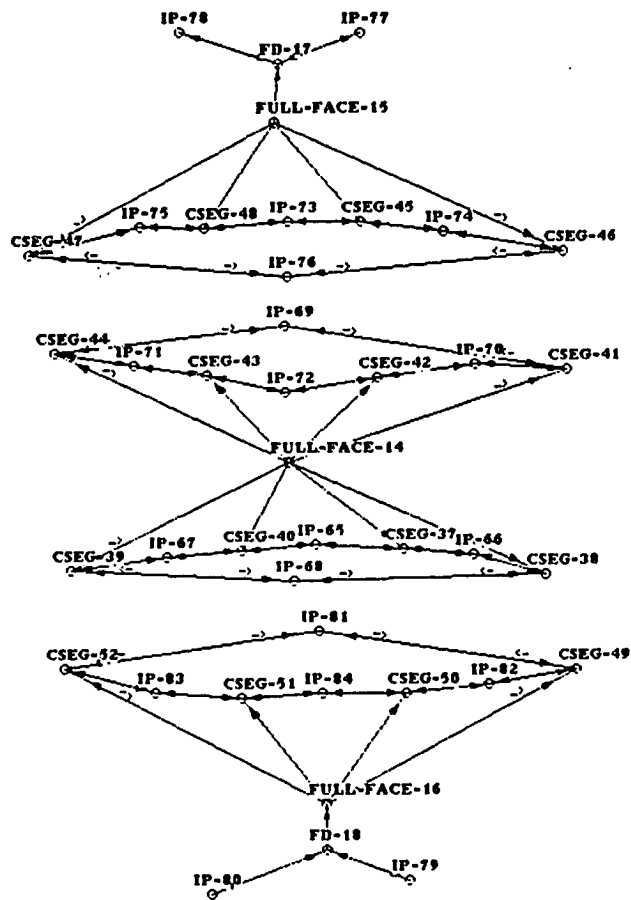 IP-78 IP-77
FD-17
FULL-FACE-15
IP-75 CSEG-48 IP-73 CSEG-45 IP-74
CSEG-47 CSEG-46
IP-76
IP-69
CSEG-44 IP-71 CSEG-43 CSEG-42 IP-70 CSEG-41
IP-72
FULL-FACE-14
CSEG-39 IP-67 CSEG-40 IP-65 CSEG-37 IP-66 CSEG-38
IP-68
IP-81
CSEG-52 CSEG-49
IP-83 CSEG-51 IP-84 CSEG-50 IP-82
FULL-FACE-16
FD-18
IP-80 IP-79